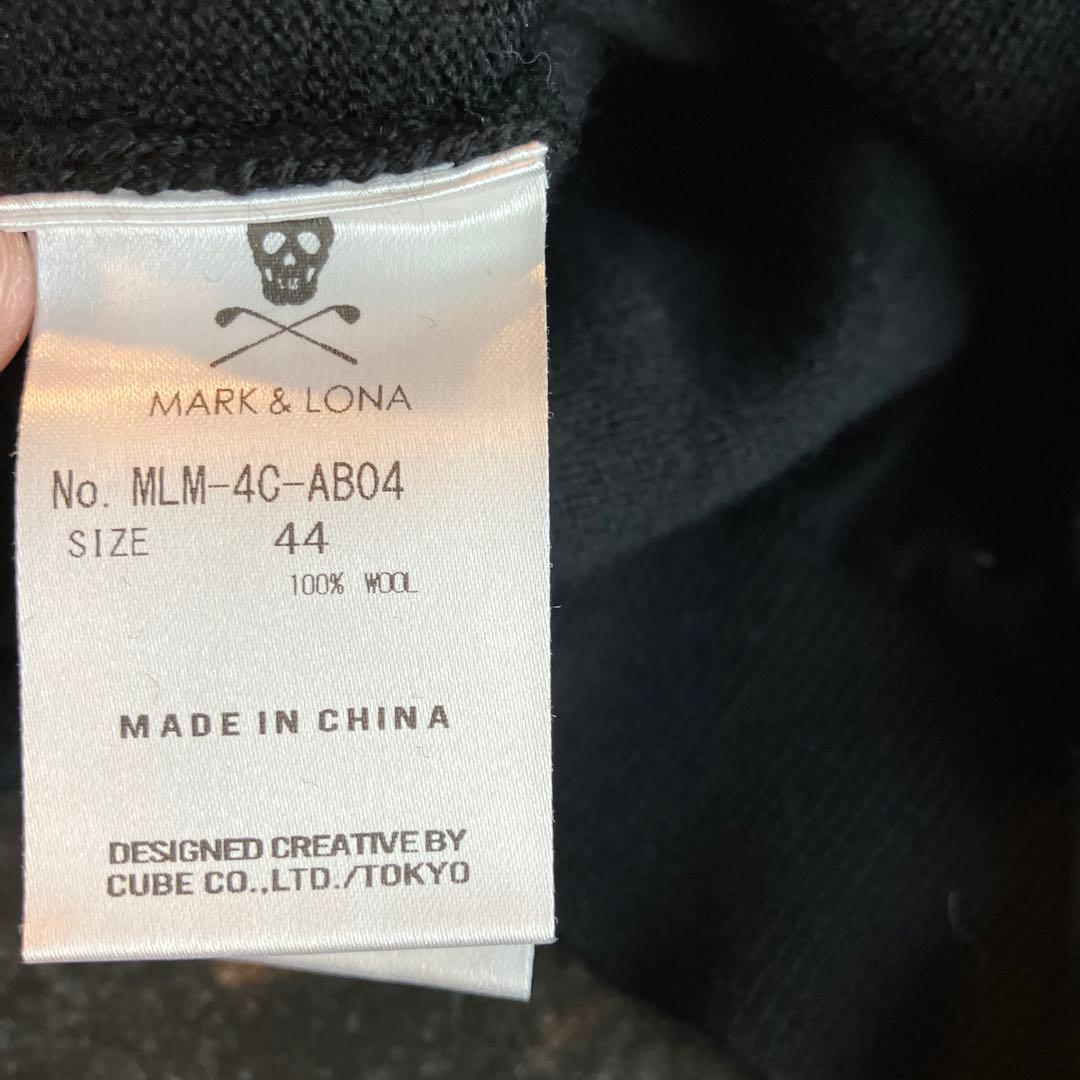 MARK & LONA
No. MLM-4C-AB04
SIZE 44
100% WOOL
MADE IN CHINA
DESIGNED CREATIVE BY
CUBE CO.,LTD./TOKYO